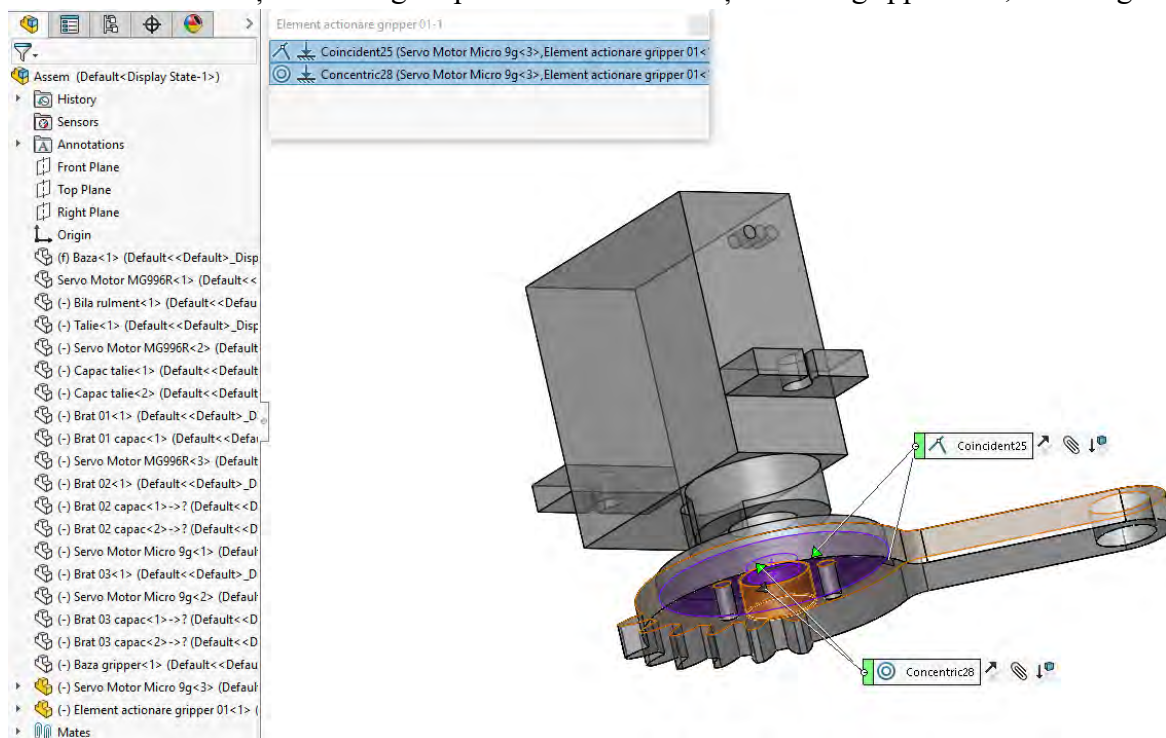 Element actionare gripper 01-1
Coincident25 (Servo Motor Micro 9g<3>,Element actionare gripper 01<
Concentric28 (Servo Motor Micro 9g<3>,Element actionare gripper 01<
Assem (Default<Display State-1>)
History
Sensors
Annotations
Front Plane
Top Plane
Right Plane
Origin
(f) Baza<1> (Default<<Default>_Disp
Servo Motor MG996R<1> (Default<<
(-) Bila rulment<1> (Default<<Defau
(-) Talie<1> (Default<<Default>_Disp
(-) Servo Motor MG996R<2> (Default
(-) Capac talie<1> (Default<<Default
(-) Capac talie<2> (Default<<Default
(-) Brat 01<1> (Default<<Default>_D
(-) Brat 01 capac<1> (Default<<Defau
(-) Servo Motor MG996R<3> (Default
(-) Brat 02<1> (Default<<Default>_D
(-) Brat 02 capac<1>->? (Default<<D
(-) Brat 02 capac<2>->? (Default<<D
(-) Servo Motor Micro 9g<1> (Defaul
(-) Brat 03<1> (Default<<Default>_D
(-) Servo Motor Micro 9g<2> (Defaul
(-) Brat 03 capac<1>->? (Default<<D
(-) Brat 03 capac<2>->? (Default<<D
(-) Baza gripper<1> (Default<<Defau
(-) Servo Motor Micro 9g<3> (Defaul
(-) Element actionare gripper 01<1> (
Mates
Coincident25
Concentric28